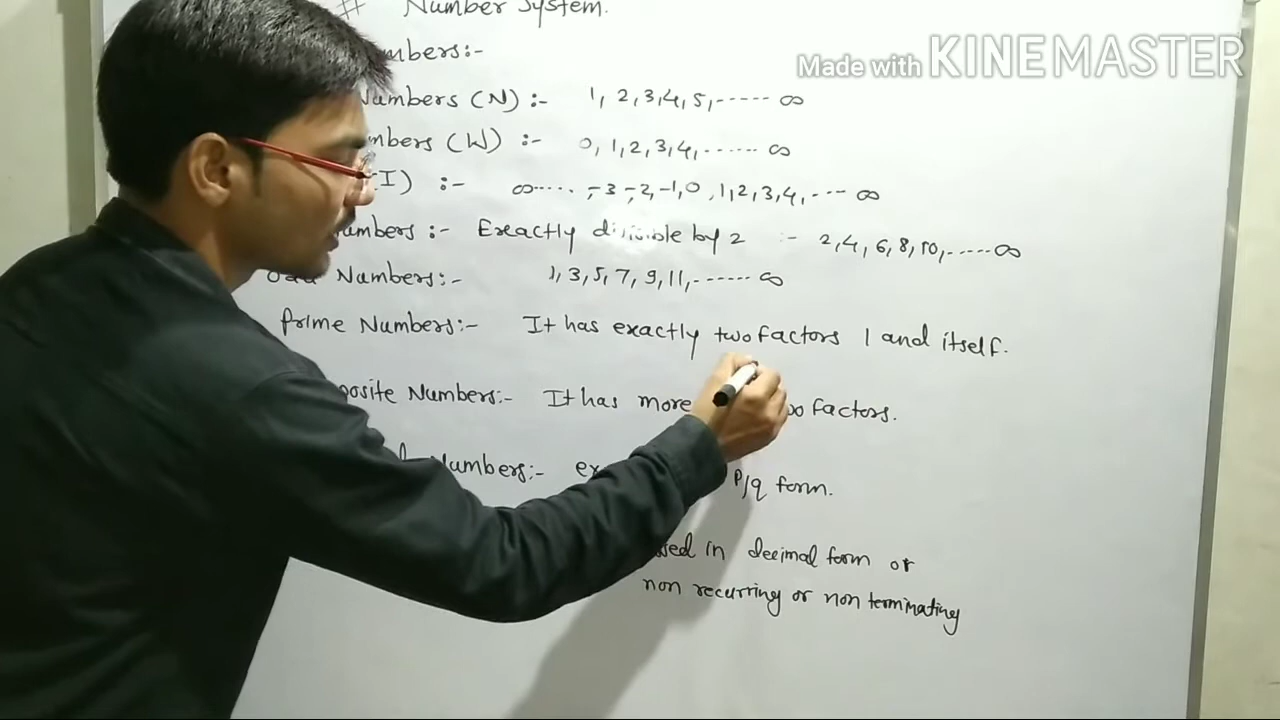 # Number System.
Made with KINEMASTER
mbers:-
Numbers (N) :- 1, 2, 3, 4, 5, ------ ∞
mbers (W) :- 0, 1, 2, 3, 4, ...... ∞
I) :- ∞ ..... , -3 -2, -1, 0 , 1, 2, 3, 4, --- ∞
umbers :- Exactly divisible by 2 :- 2, 4, 6, 8, 10, ----- ∞
Odd Numbers:- 1, 3, 5, 7, 9, 11, ------- ∞
Prime Numbers:- It has exactly two factors 1 and itself.
posite Numbers:- It has more factors.
Numbers:- P/q form.
in decimal form or
non recurring or non terminating